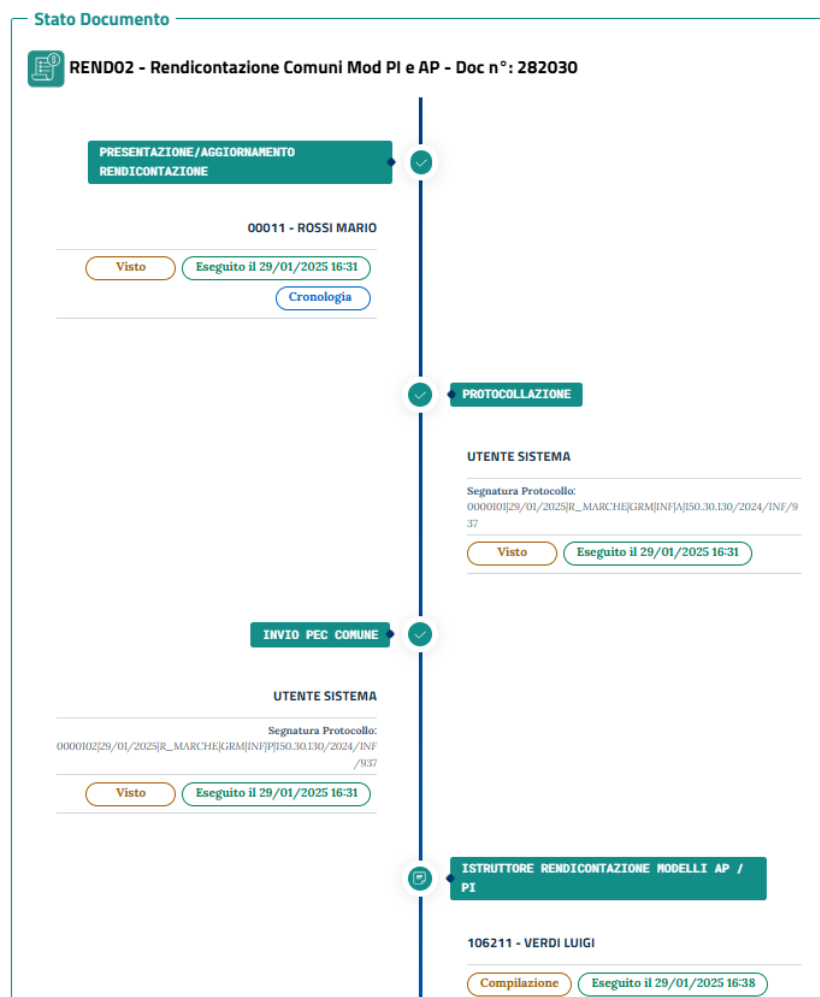 Stato Documento
REND02 - Rendicontazione Comuni Mod PI e AP - Doc n°: 282030
PRESENTAZIONE/AGGIORNAMENTO
RENDICONTAZIONE
00011 - ROSSI MARIO
Visto Eseguito il 29/01/2025 16:31
Cronologia
PROTOCOLLAZIONE
UTENTE SISTEMA
Segnatura Protocollo:
0000101|29/01/2025|R_MARCHE|GRM|INF|A|150.30.130/2024/INF/9
37
Visto Eseguito il 29/01/2025 16:31
INVIO PEC COMUNE
UTENTE SISTEMA
Segnatura Protocollo:
0000102|29/01/2025|R_MARCHE|GRM|INF|P|150.30.130/2024/INF
/937
Visto Eseguito il 29/01/2025 16:31
ISTRUTTORE RENDICONTAZIONE MODELLI AP /
PI
106211 - VERDI LUIGI
Compilazione Eseguito il 29/01/2025 16:38